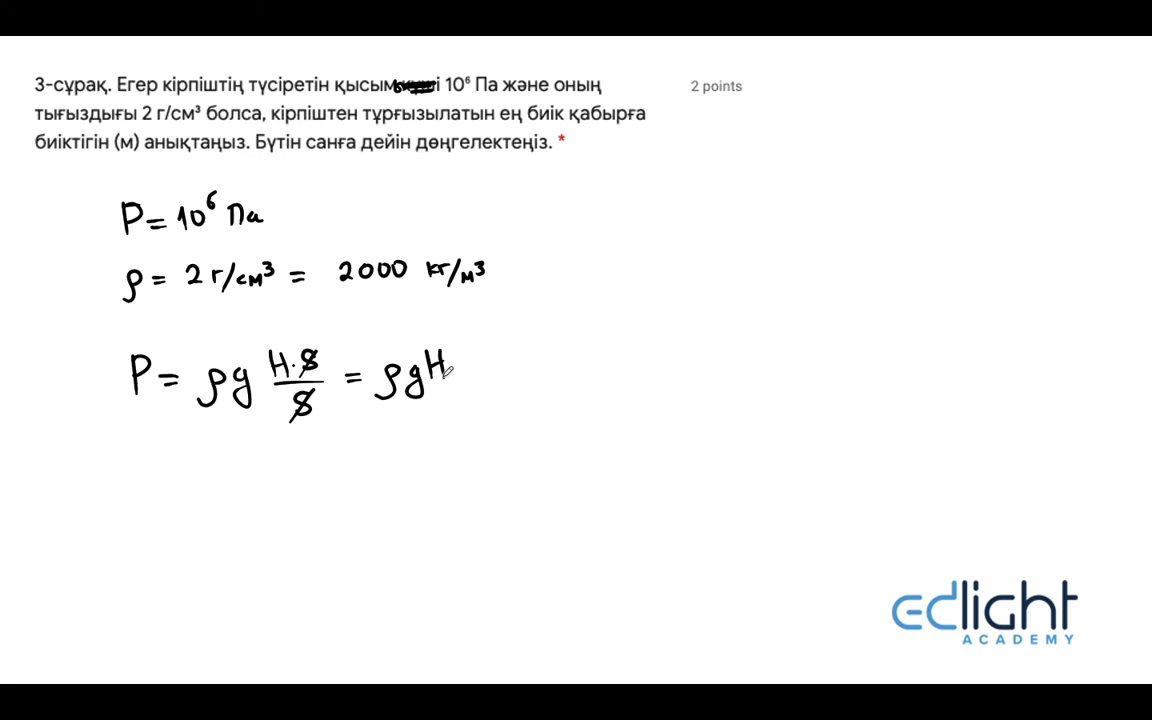 3-сұрақ. Егер кірпіштің түсіретін қысым і 10⁶ Па және оның
2 points
тығыздығы 2 г/см³ болса, кірпіштен тұрғызылатын ең биік қабырға
биіктігін (м) анықтаңыз. Бүтін санға дейін дөңгелектеңіз. *
P = 10⁶ Па
ρ = 2 г/см³ = 2000 кг/м³
P = ρg H·S/S = ρgH
edlight
ACADEMY